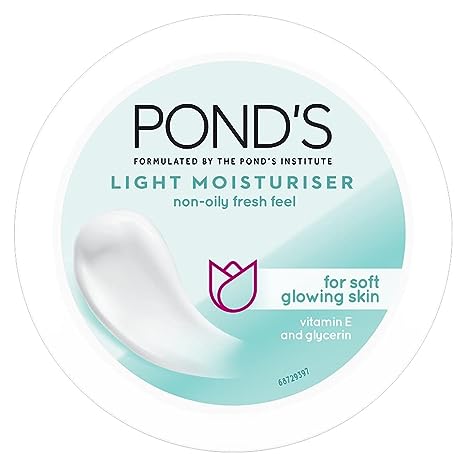 POND'S
FORMULATED BY THE POND'S INSTITUTE
LIGHT MOISTURISER
non-oily fresh feel
for soft
glowing skin
vitamin E
and glycerin
68729397